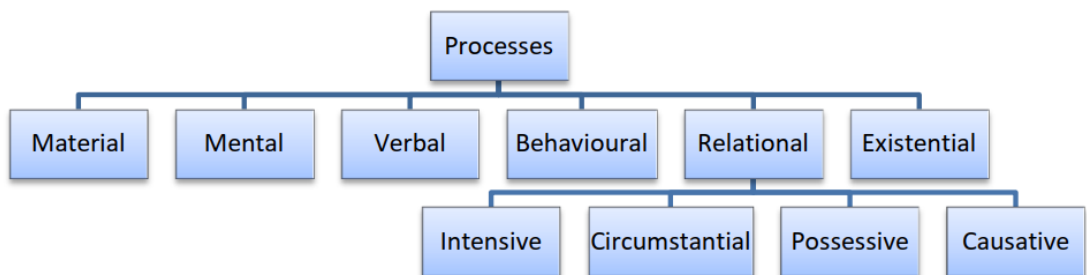 Processes
Material Mental Verbal Behavioural Relational Existential
Intensive Circumstantial Possessive Causative